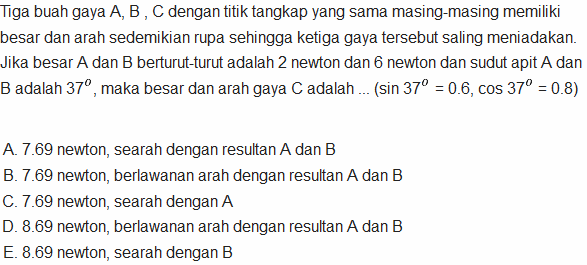 Tiga buah gaya A, B , C dengan titik tangkap yang sama masing-masing memiliki
besar dan arah sedemikian rupa sehingga ketiga gaya tersebut saling meniadakan.
Jika besar A dan B berturut-turut adalah 2 newton dan 6 newton dan sudut apit A dan
B adalah 37°, maka besar dan arah gaya C adalah ... (sin 37° = 0.6, cos 37° = 0.8)
A. 7.69 newton, searah dengan resultan A dan B
B. 7.69 newton, berlawanan arah dengan resultan A dan B
C. 7.69 newton, searah dengan A
D. 8.69 newton, berlawanan arah dengan resultan A dan B
E. 8.69 newton, searah dengan B